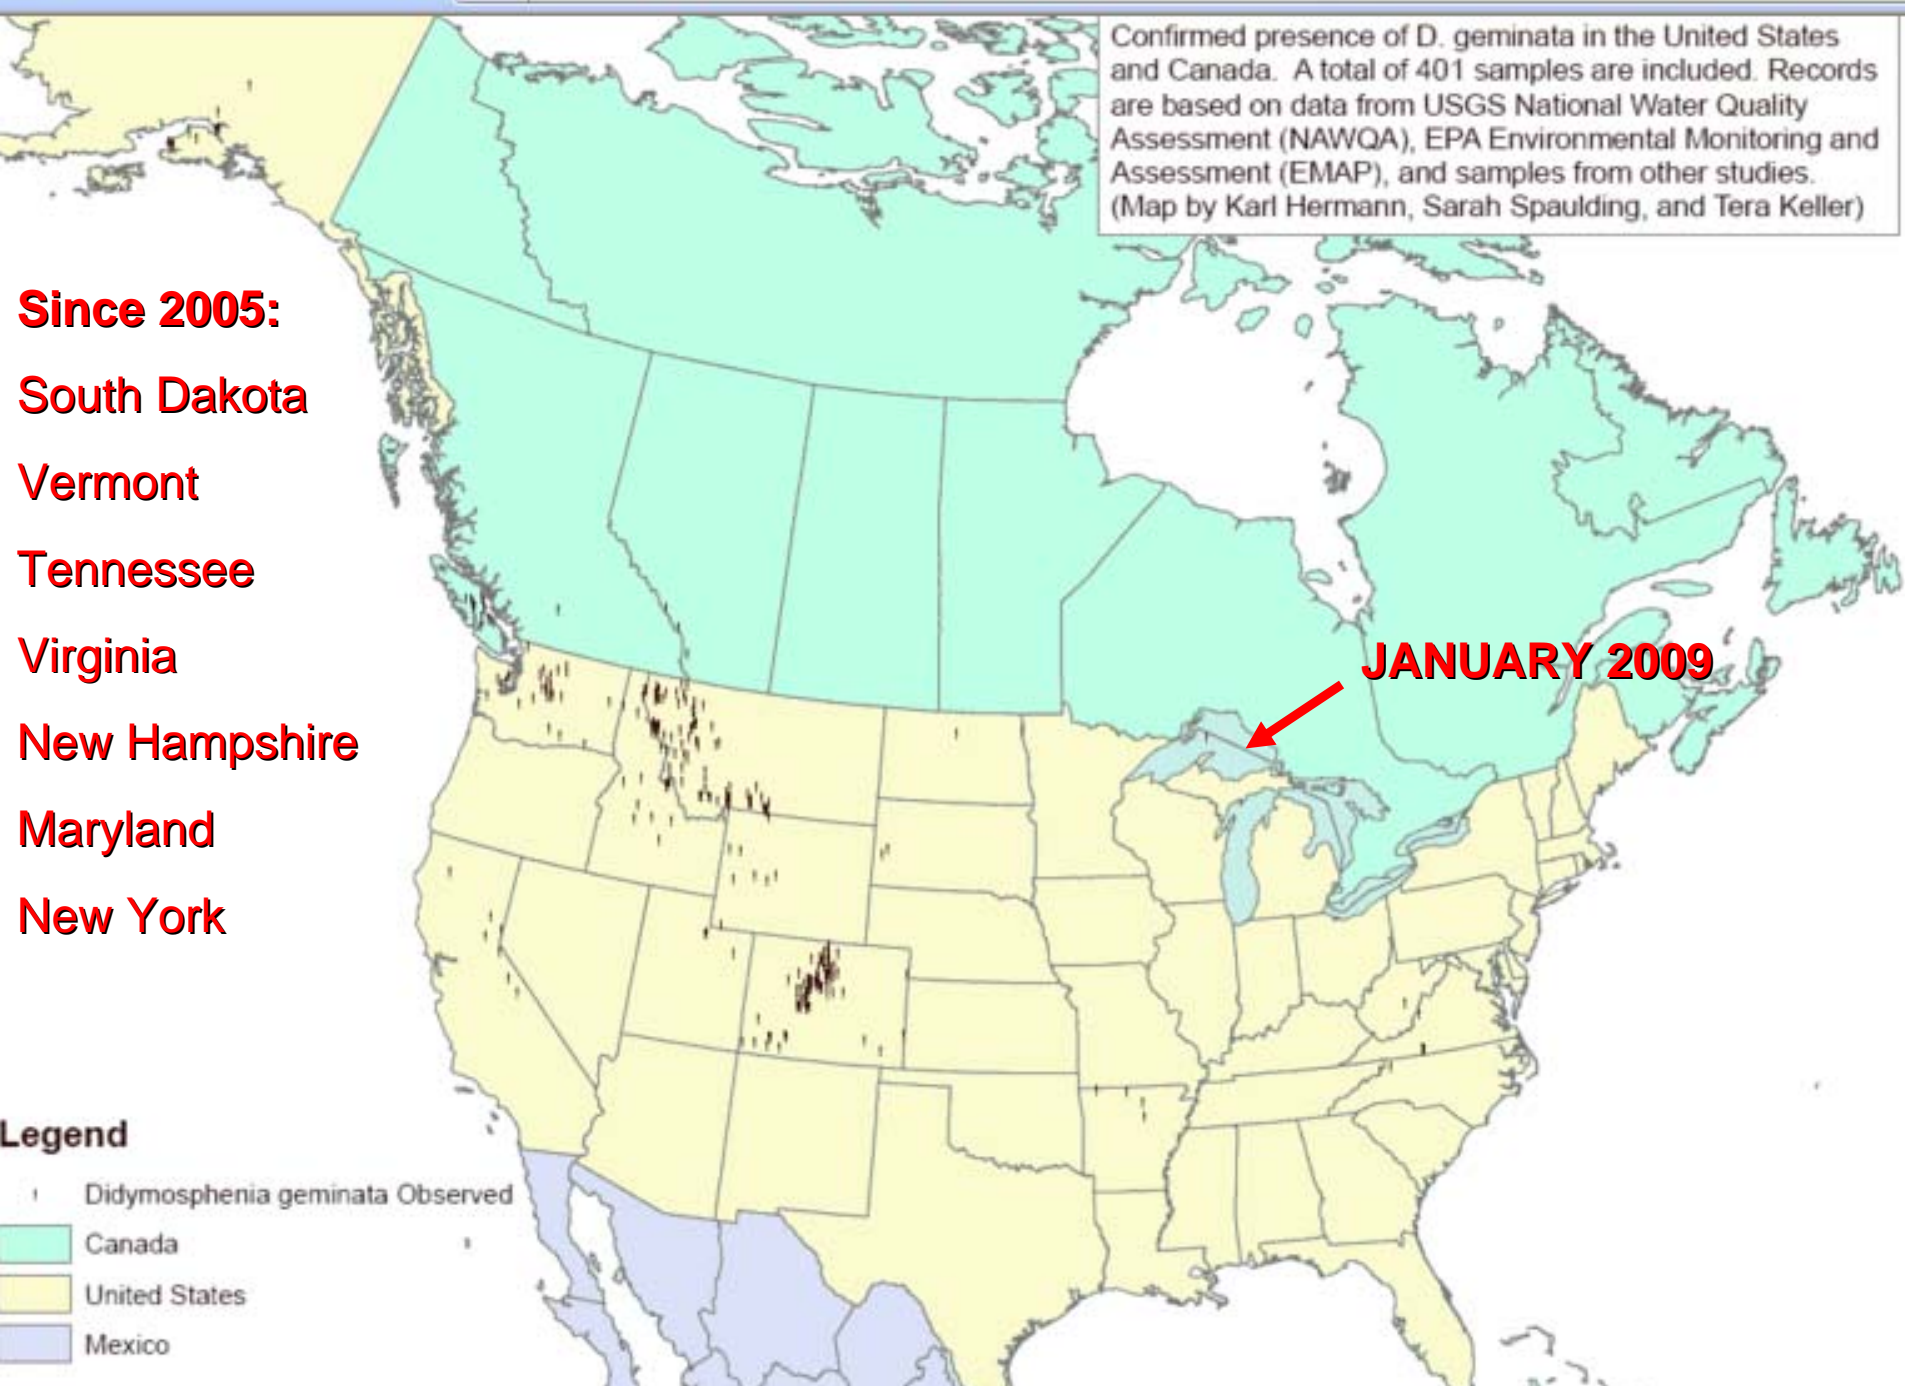 Confirmed presence of D. geminata in the United States
and Canada. A total of 401 samples are included. Records
are based on data from USGS National Water Quality
Assessment (NAWQA), EPA Environmental Monitoring and
Assessment (EMAP), and samples from other studies.
(Map by Karl Hermann, Sarah Spaulding, and Tera Keller)
Since 2005:
South Dakota
Vermont
Tennessee
Virginia
New Hampshire
Maryland
New York
JANUARY 2009
Legend
Didymosphenia geminata Observed
Canada
United States
Mexico